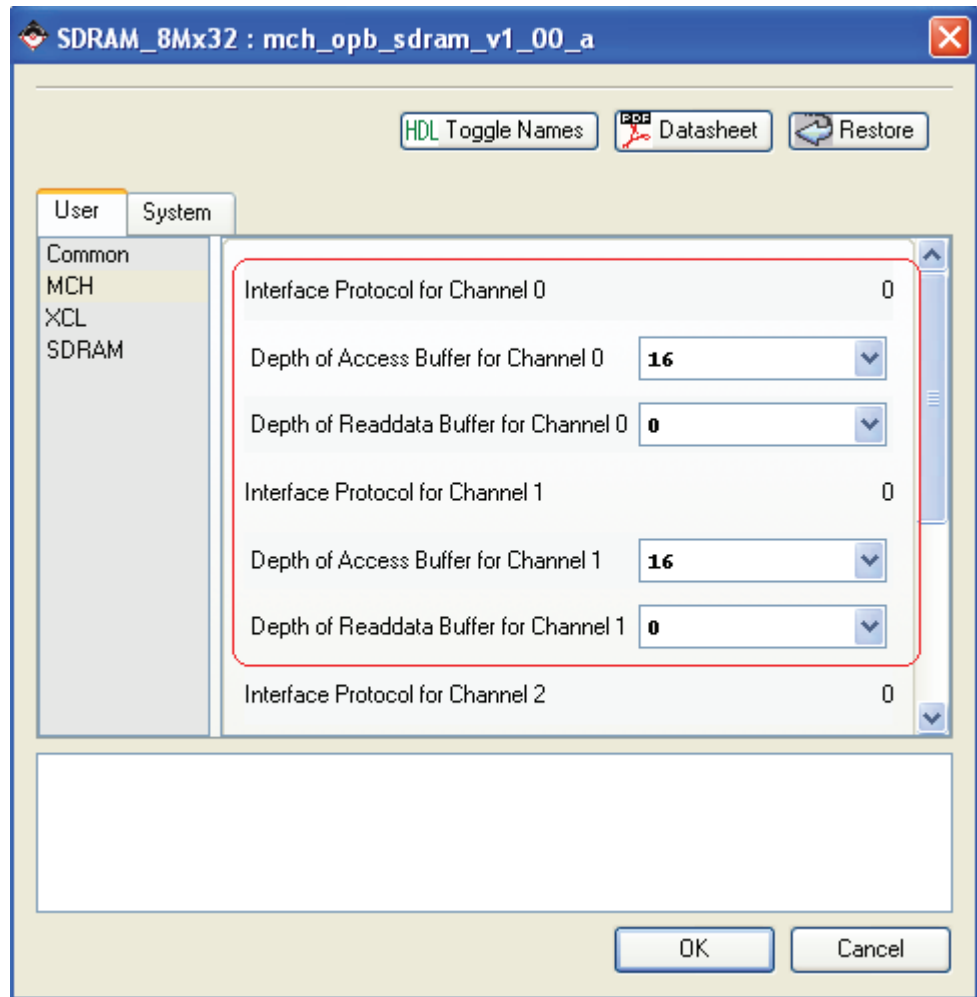 SDRAM_8Mx32 : mch_opb_sdram_v1_00_a
HDL Toggle Names
PDF Datasheet
Restore
User
System
Common
MCH
XCL
SDRAM
Interface Protocol for Channel 0 0
Depth of Access Buffer for Channel 0 16
Depth of Readdata Buffer for Channel 0 0
Interface Protocol for Channel 1 0
Depth of Access Buffer for Channel 1 16
Depth of Readdata Buffer for Channel 1 0
Interface Protocol for Channel 2 0
OK
Cancel